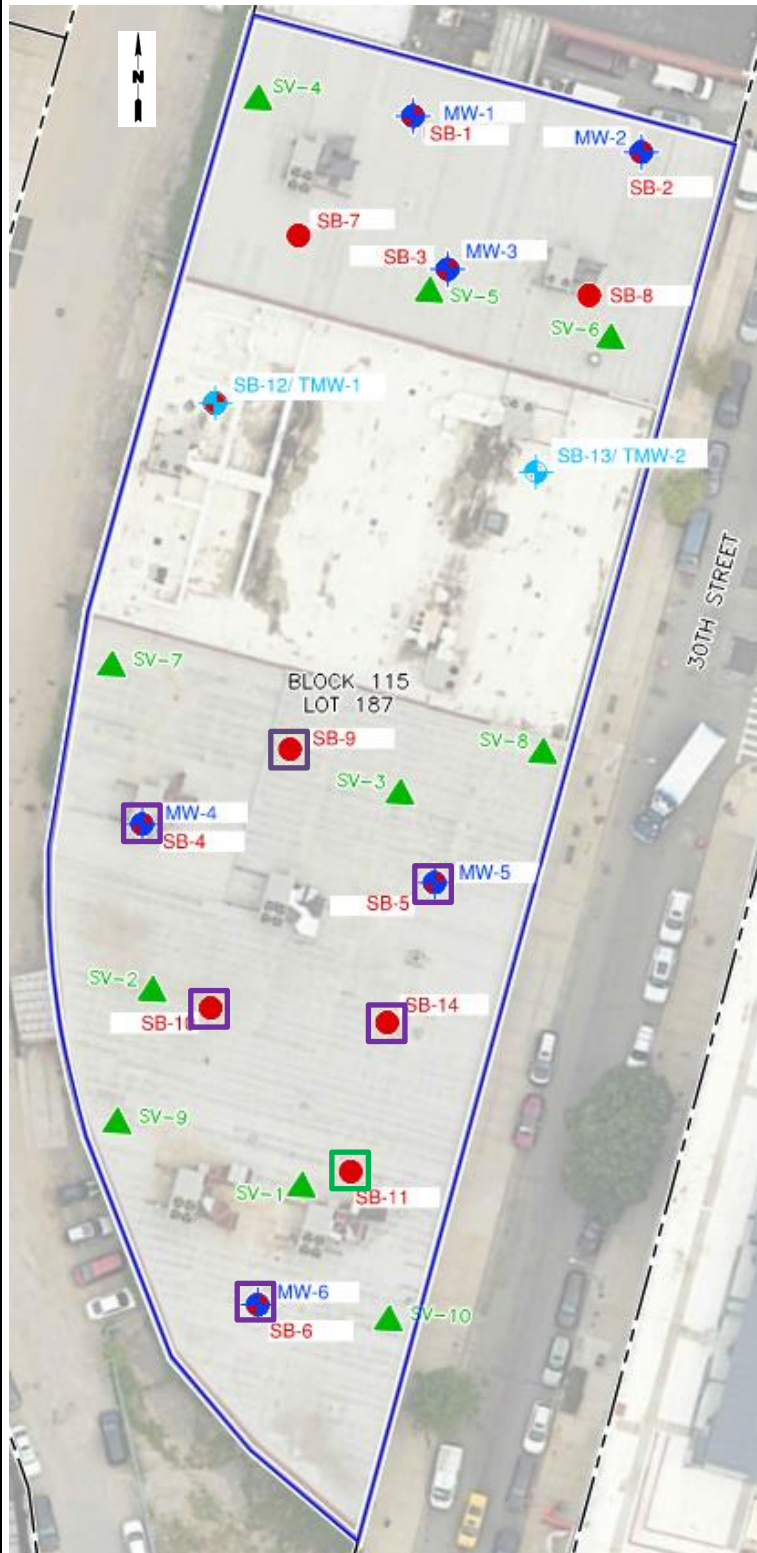 SV-4
N
MW-1
SB-1
MW-2
SB-2
SB-7
SB-3
MW-3
SV-5
SB-8
SV-6
SB-12/ TMW-1
SB-13/ TMW-2
30TH STREET
SV-7
BLOCK 115
LOT 187
SB-9
SV-8
SV-3
MW-4
SB-4
MW-5
SB-5
SV-2
SB-10
SB-14
SV-9
SV-1
SB-11
MW-6
SB-6
SV-10